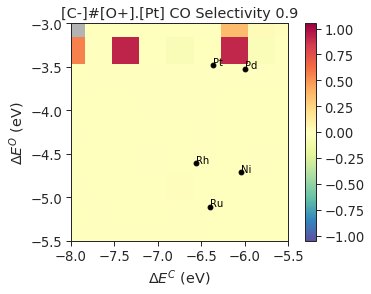 [C-]#[O+].[Pt] CO Selectivity 0.9
ΔE^O (eV)
−3.0
−3.5
−4.0
−4.5
−5.0
−5.5
Pt
Pd
Rh
Ni
Ru
1.00
0.75
0.50
0.25
0.00
−0.25
−0.50
−0.75
−1.00
−8.0 −7.5 −7.0 −6.5 −6.0 −5.5
ΔE^C (eV)